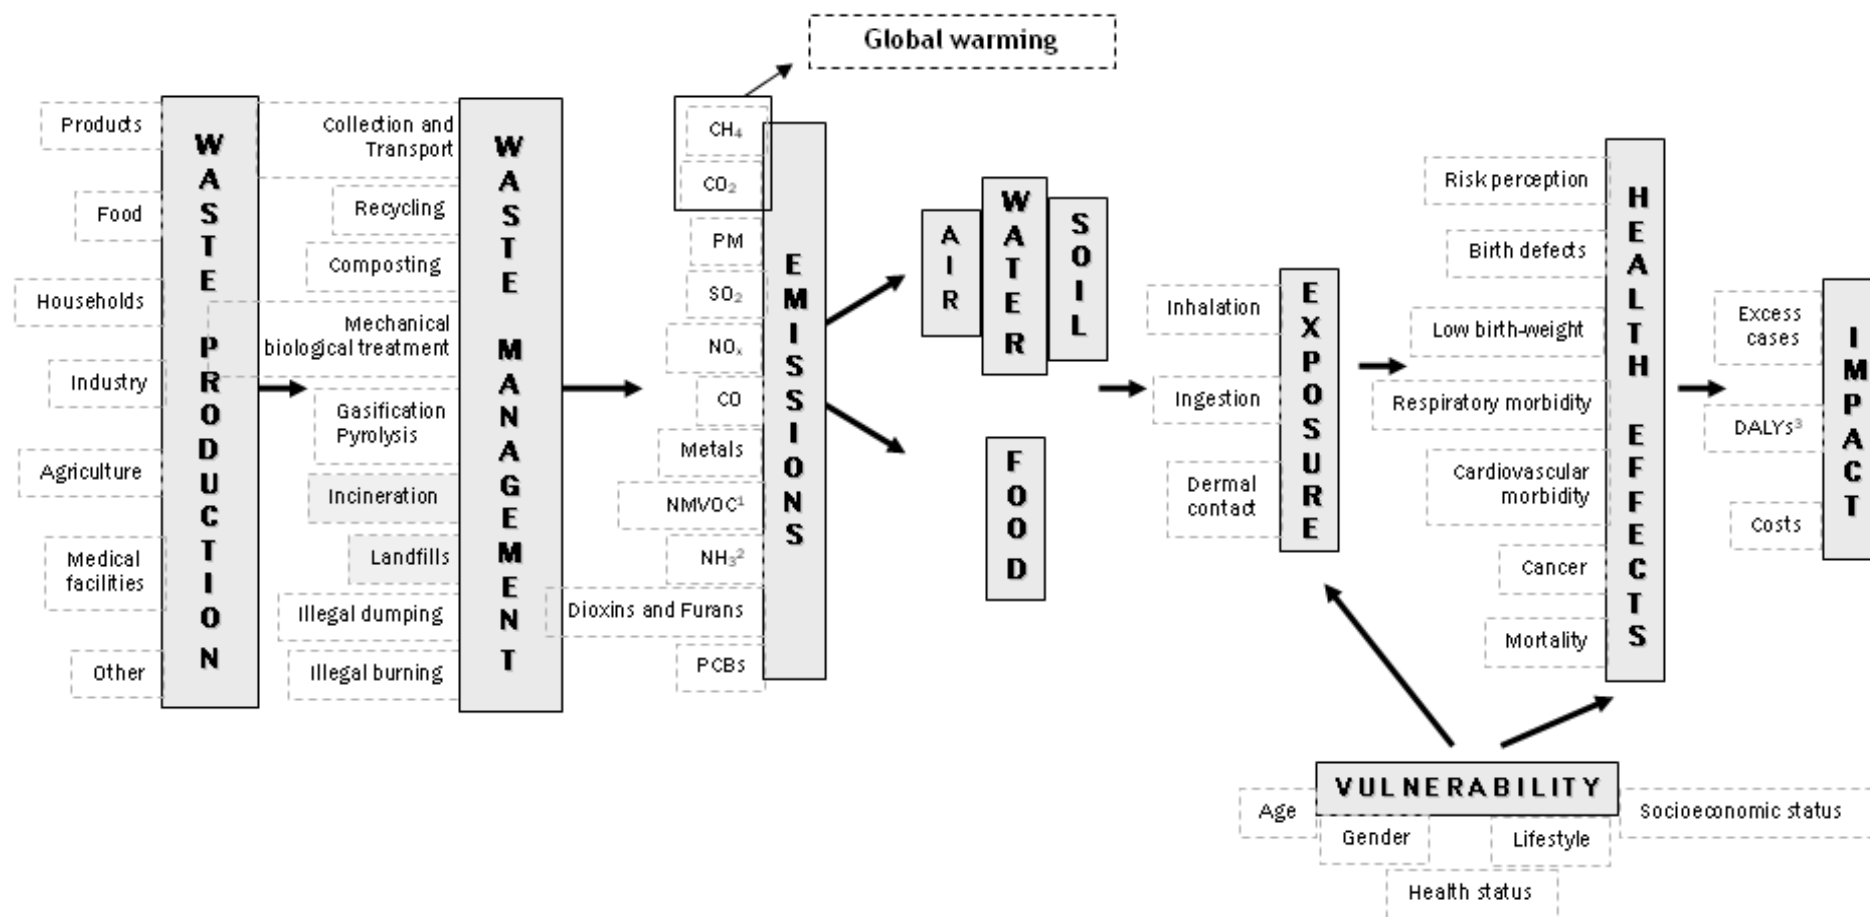 Global warming
Products
Food
Households
Industry
Agriculture
Medical
facilities
Other
WASTE PRODUCTION
Collection and
Transport
Recycling
Composting
Mechanical
biological treatment
Gasification
Pyrolysis
Incineration
Landfills
Illegal dumping
Illegal burning
WASTE MANAGEMENT
CH₄
CO₂
PM
SO₂
NOₓ
CO
Metals
NMVOC¹
NH₃²
Dioxins and Furans
PCBs
EMISSIONS
AIR
WATER
SOIL
FOOD
Inhalation
Ingestion
Dermal
contact
EXPOSURE
Risk perception
Birth defects
Low birth-weight
Respiratory morbidity
Cardiovascular
morbidity
Cancer
Mortality
HEALTH EFFECTS
Excess
cases
DALYs³
Costs
IMPACT
VULNERABILITY
Age
Gender
Lifestyle
Socioeconomic status
Health status